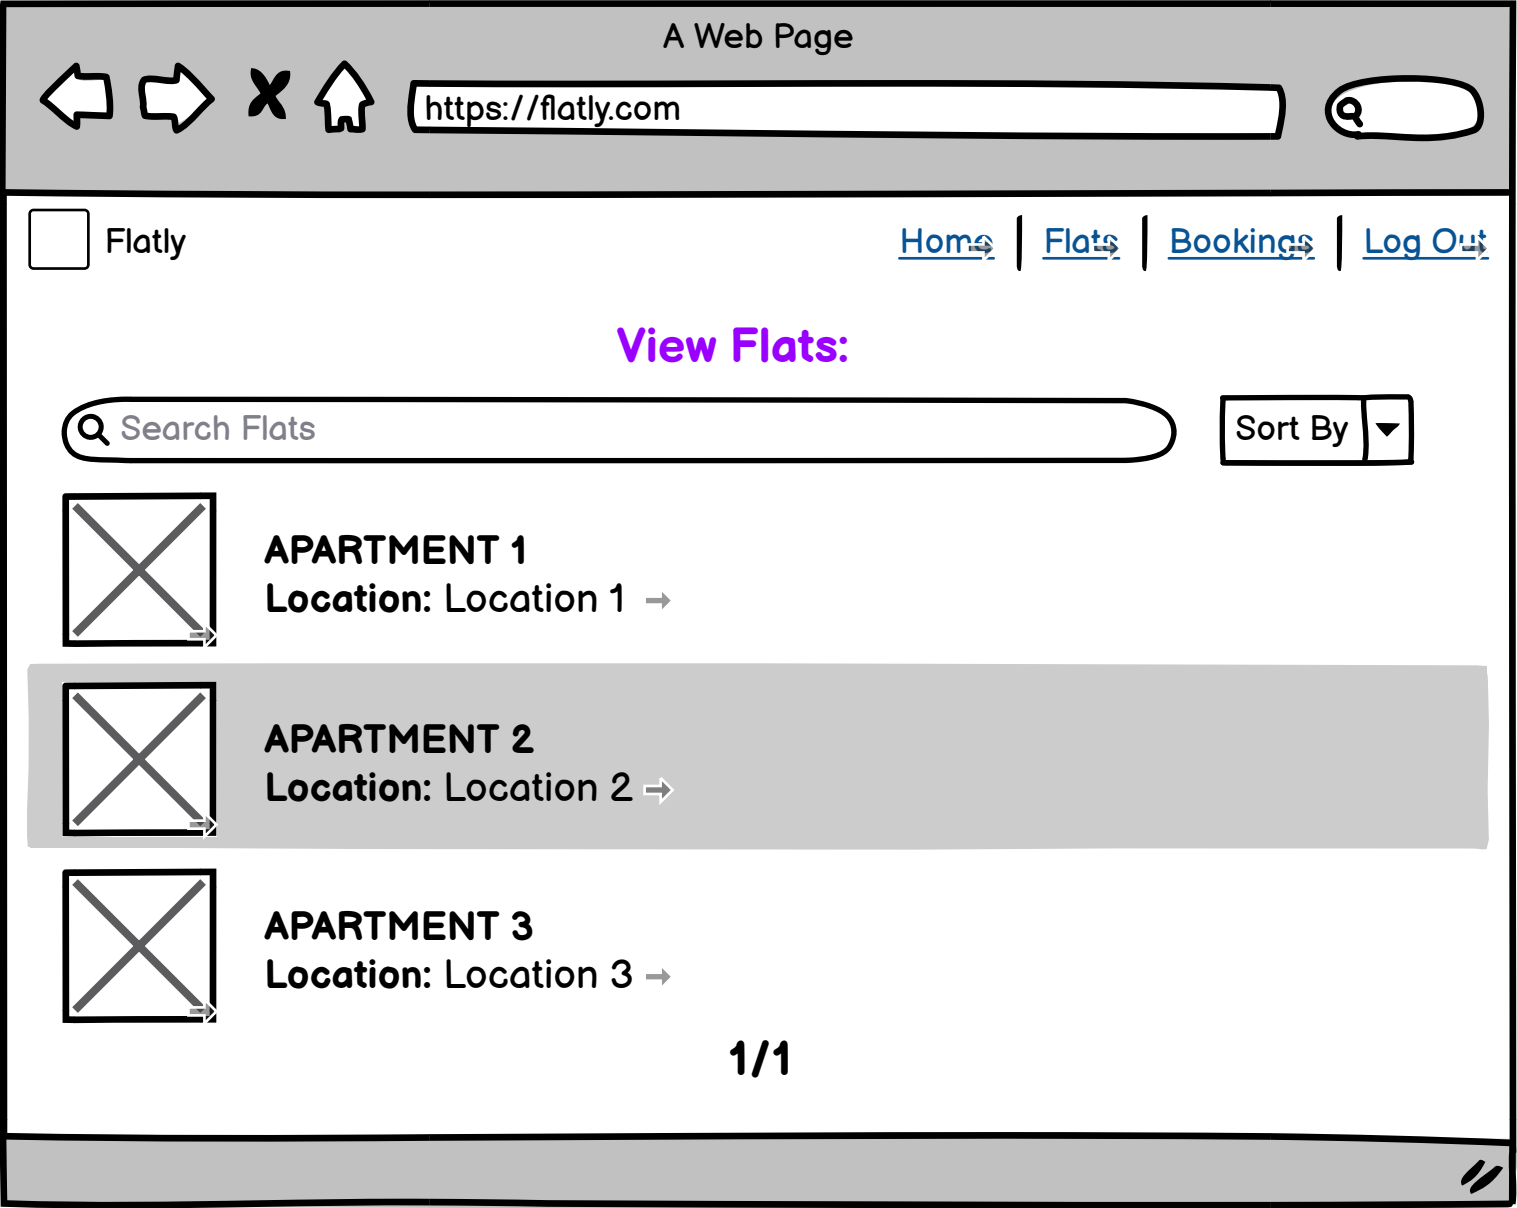 A Web Page
https://flatly.com
Flatly
Home
Flats
Bookings
Log Out
View Flats:
Search Flats
Sort By
APARTMENT 1
Location: Location 1
APARTMENT 2
Location: Location 2
APARTMENT 3
Location: Location 3
1/1